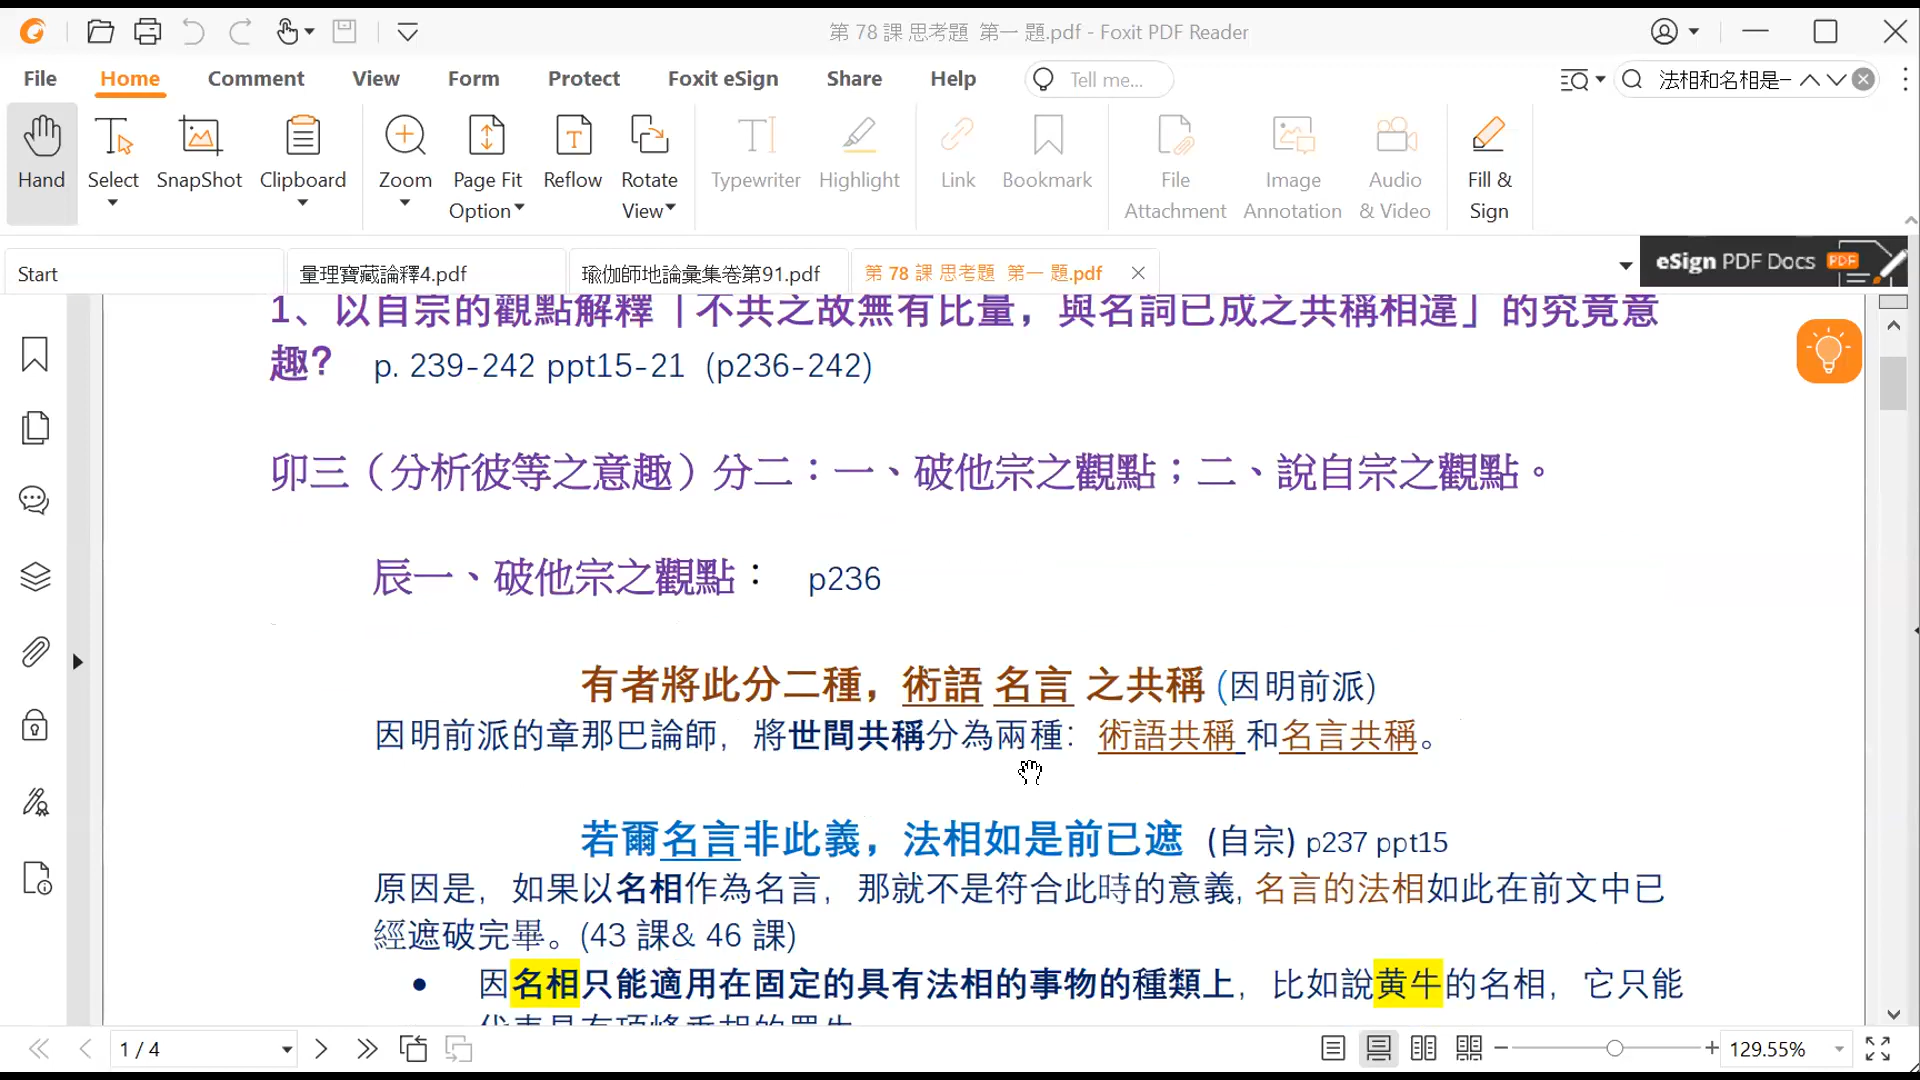 第 78 課 思考題 第一 題.pdf - Foxit PDF Reader
File Home Comment View Form Protect Foxit eSign Share Help Tell me... 法相和名相是
Hand Select SnapShot Clipboard Zoom Page Fit Option Reflow Rotate View Typewriter Highlight Link Bookmark File Attachment Image Annotation Audio & Video Fill & Sign
Start 量理寶藏論釋4.pdf 瑜伽師地論彙集卷第91.pdf 第 78 課 思考題 第一 題.pdf eSign PDF Docs PDF
1、以自宗的觀點解釋「不共之故無有比量，與名詞已成之共稱相違」的究竟意
趣？ p. 239-242 ppt15-21 (p236-242)
卯三（分析彼等之意趣）分二：一、破他宗之觀點；二、說自宗之觀點。
辰一、破他宗之觀點： p236
有者將此分二種，術語 名言 之共稱 (因明前派)
因明前派的章那巴論師，將世間共稱分為兩種：術語共稱 和名言共稱。
若爾名言非此義，法相如是前已遮 (自宗) p237 ppt15
原因是，如果以名相作為名言，那就不是符合此時的意義, 名言的法相如此在前文中已
經遮破完畢。(43 課& 46 課)
● 因名相只能適用在固定的具有法相的事物的種類上，比如說黄牛的名相，它只能
1 / 4 129.55%